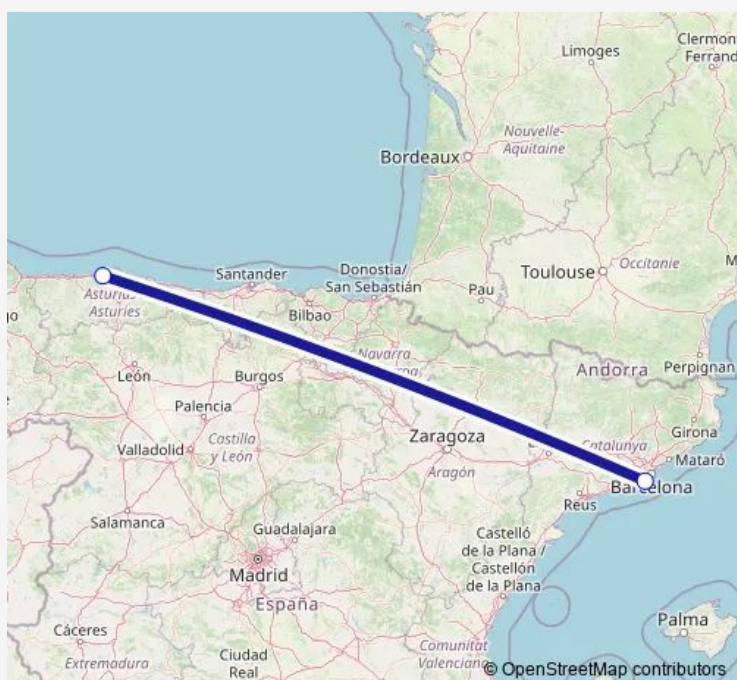 Limoges
Clermont
Ferrand
Nouvelle-
Aquitaine
Bordeaux
Toulouse
Occitanie
Pau
Santander
Donostia/
San Sebastián
Bilbao
Asturias
Asturies
go
M
Navarra
León
Burgos
Andorra
Perpignan
Palencia
Castilla
y León
Zaragoza
Catalunya
Girona
Valladolid
Aragón
Mataró
Barcelona
Reus
Salamanca
Guadalajara
Castelló
de la Plana /
Castellón
de la Plana
Madrid
España
Palma
Cáceres
Extremadura
Ciudad
Real
Comunitat
Valenciana
© OpenStreetMap contributors